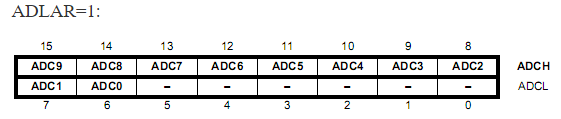 ADLAR=1:
15 14 13 12 11 10 9 8
ADC9 ADC8 ADC7 ADC6 ADC5 ADC4 ADC3 ADC2 ADCH
ADC1 ADC0 – – – – – – ADCL
7 6 5 4 3 2 1 0